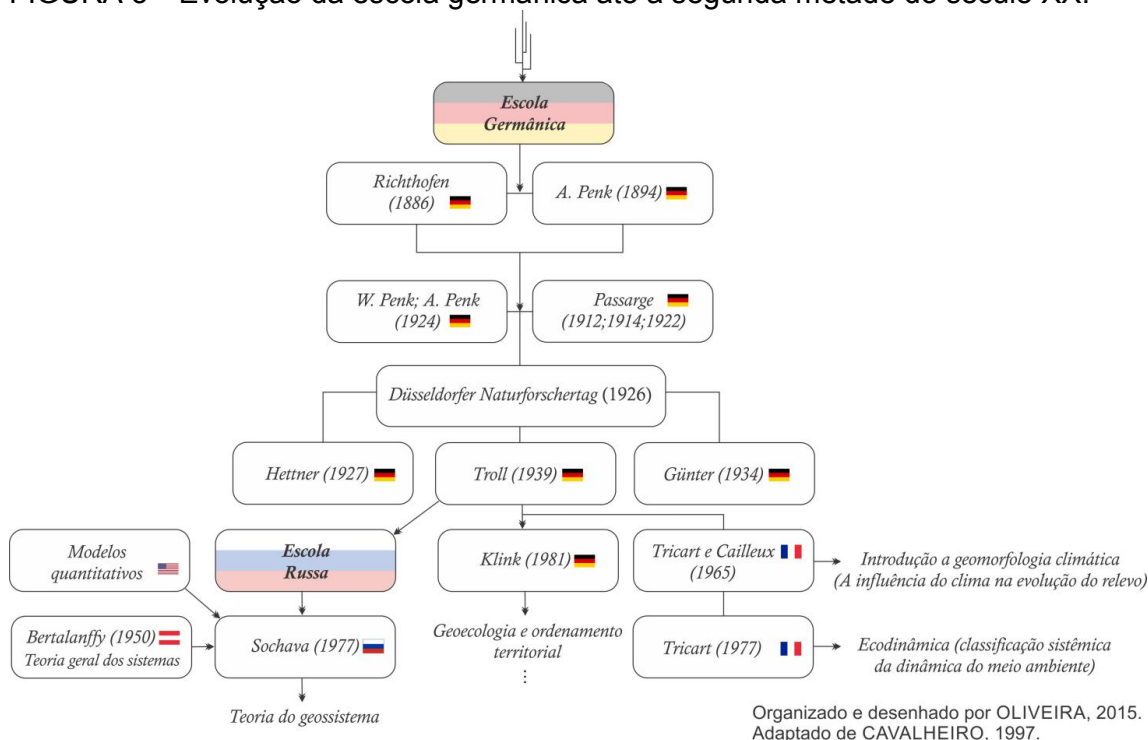 FIGURA 6 – Evolução da escola germânica até a segunda metade do século XX.
Escola
Germânica
Richthofen
(1886)
A. Penk (1894)
W. Penk; A. Penk
(1924)
Passarge
(1912;1914;1922)
Düsseldorfer Naturforschertag (1926)
Hettner (1927)
Troll (1939)
Günter (1934)
Modelos
quantitativos
Escola
Russa
Klink (1981)
Tricart e Cailleux
(1965)
Introdução a geomorfologia climática
(A influência do clima na evolução do relevo)
Bertalanffy (1950)
Teoria geral dos sistemas
Sochava (1977)
Geoecologia e ordenamento
territorial
⋮
Tricart (1977)
Ecodinâmica (classificação sistêmica
da dinâmica do meio ambiente)
Teoria do geossistema
Organizado e desenhado por OLIVEIRA, 2015.
Adaptado de CAVALHEIRO, 1997.